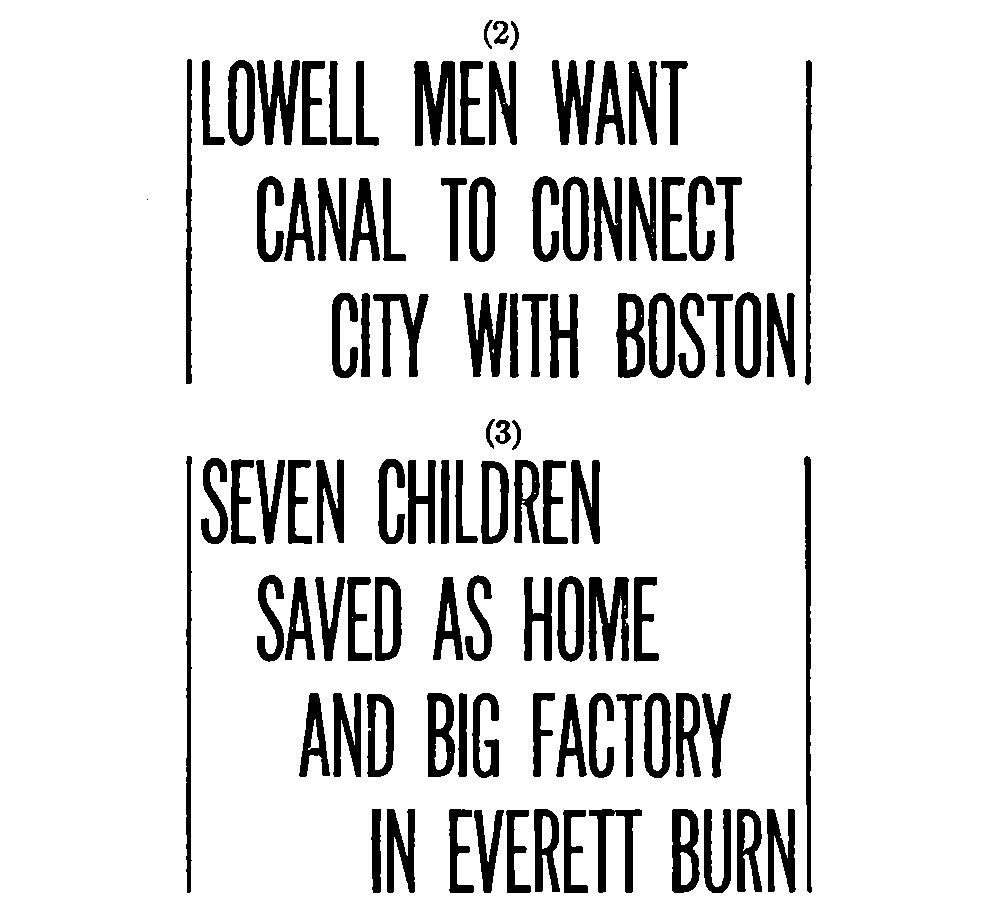 (2)
LOWELL MEN WANT
CANAL TO CONNECT
CITY WITH BOSTON
(3)
SEVEN CHILDREN
SAVED AS HOME
AND BIG FACTORY
IN EVERETT BURN